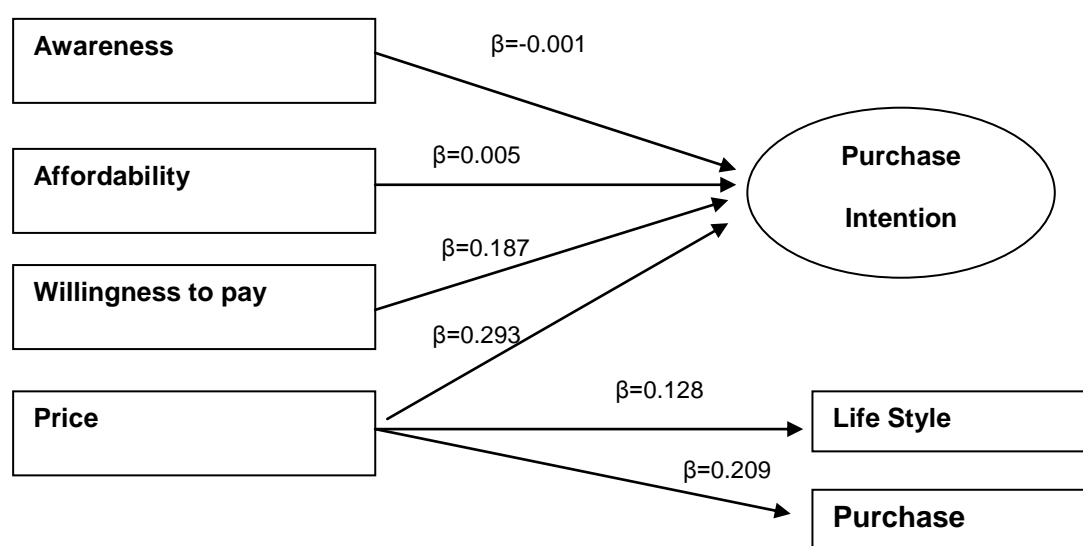 Awareness
β=-0.001
Affordability
β=0.005
Purchase
Intention
Willingness to pay
β=0.187
β=0.293
Price
β=0.128
Life Style
β=0.209
Purchase